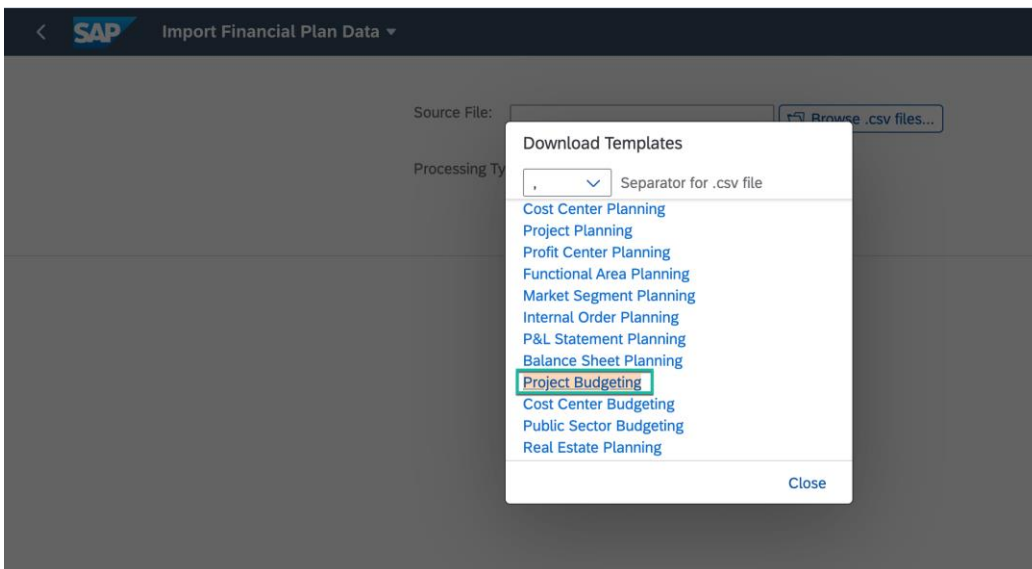 SAP Import Financial Plan Data
Source File:
Browse .csv files...
Processing Ty
Download Templates
, Separator for .csv file
Cost Center Planning
Project Planning
Profit Center Planning
Functional Area Planning
Market Segment Planning
Internal Order Planning
P&L Statement Planning
Balance Sheet Planning
Project Budgeting
Cost Center Budgeting
Public Sector Budgeting
Real Estate Planning
Close